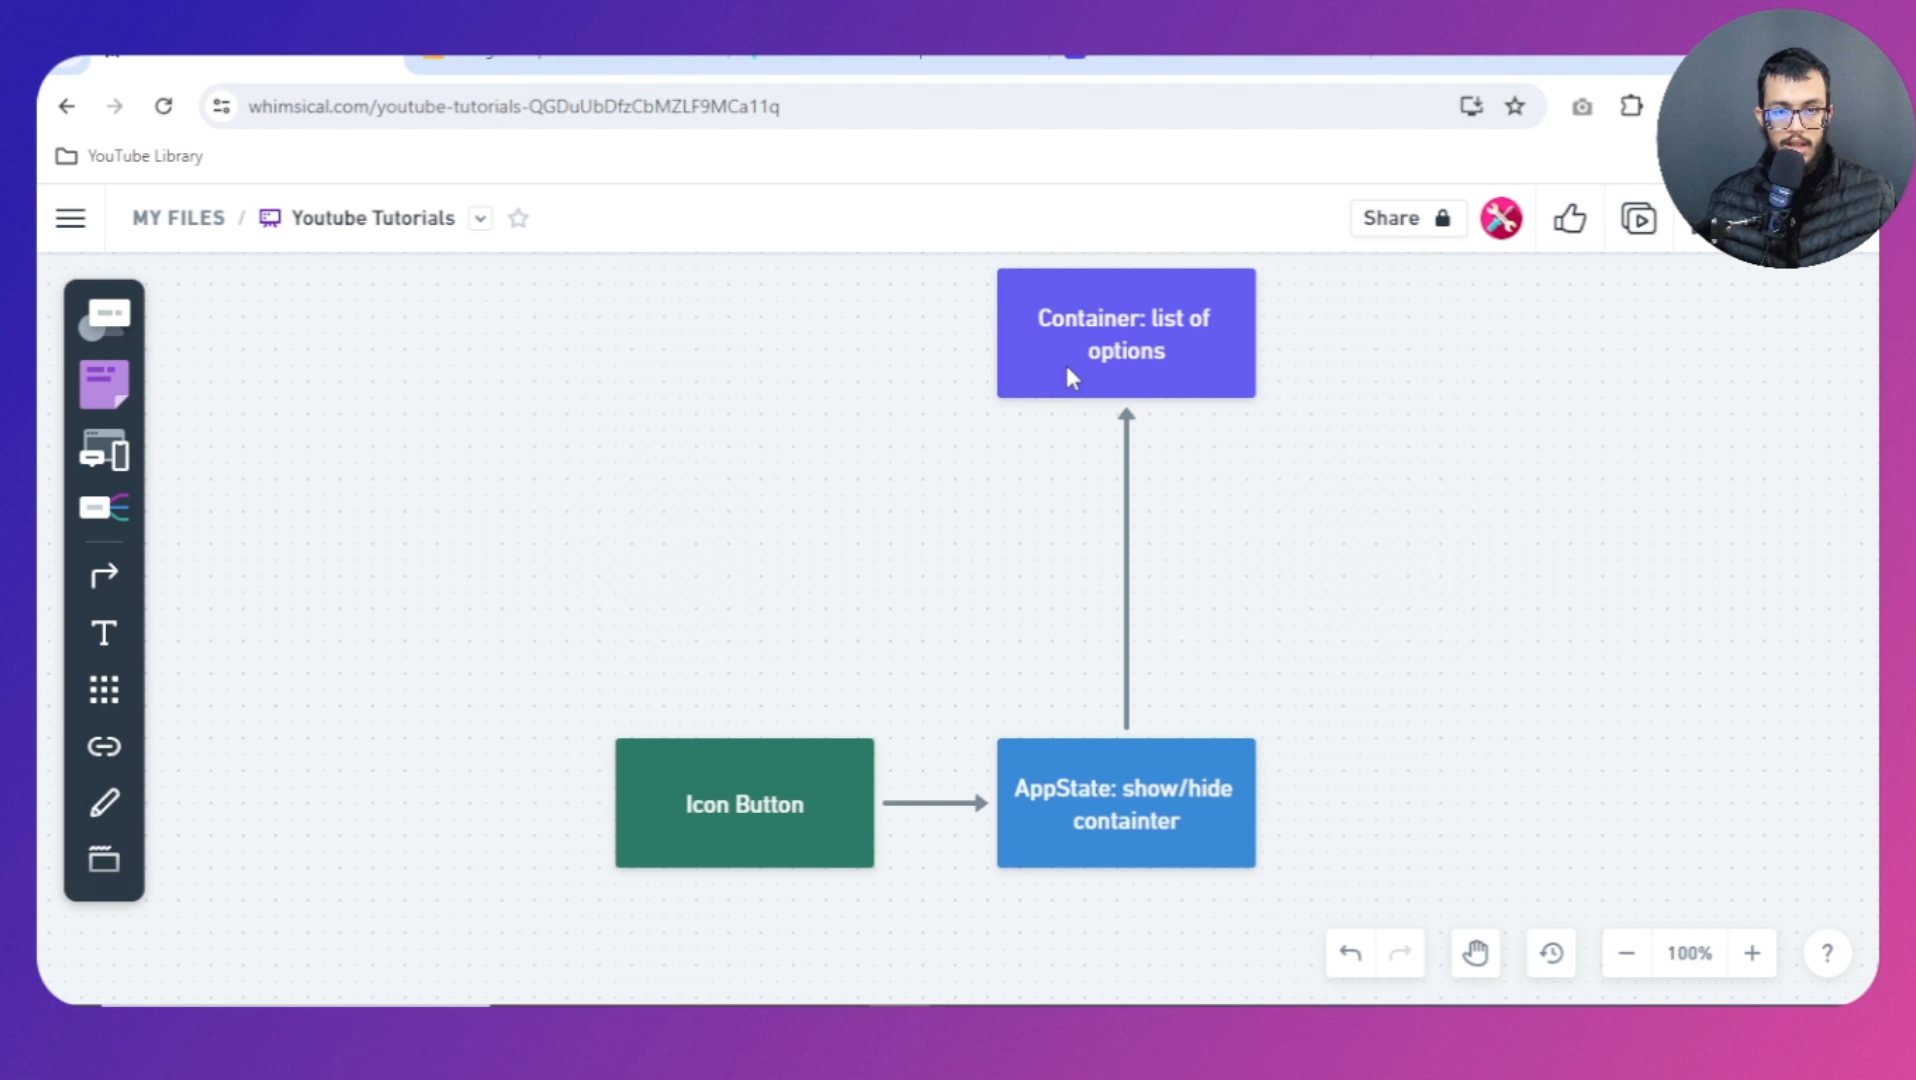 whimsical.com/youtube-tutorials-QGDuUbDfzCbMZLF9MCa11q
YouTube Library
MY FILES / Youtube Tutorials
Share
Container: list of
options
Icon Button
AppState: show/hide
containter
100%
?